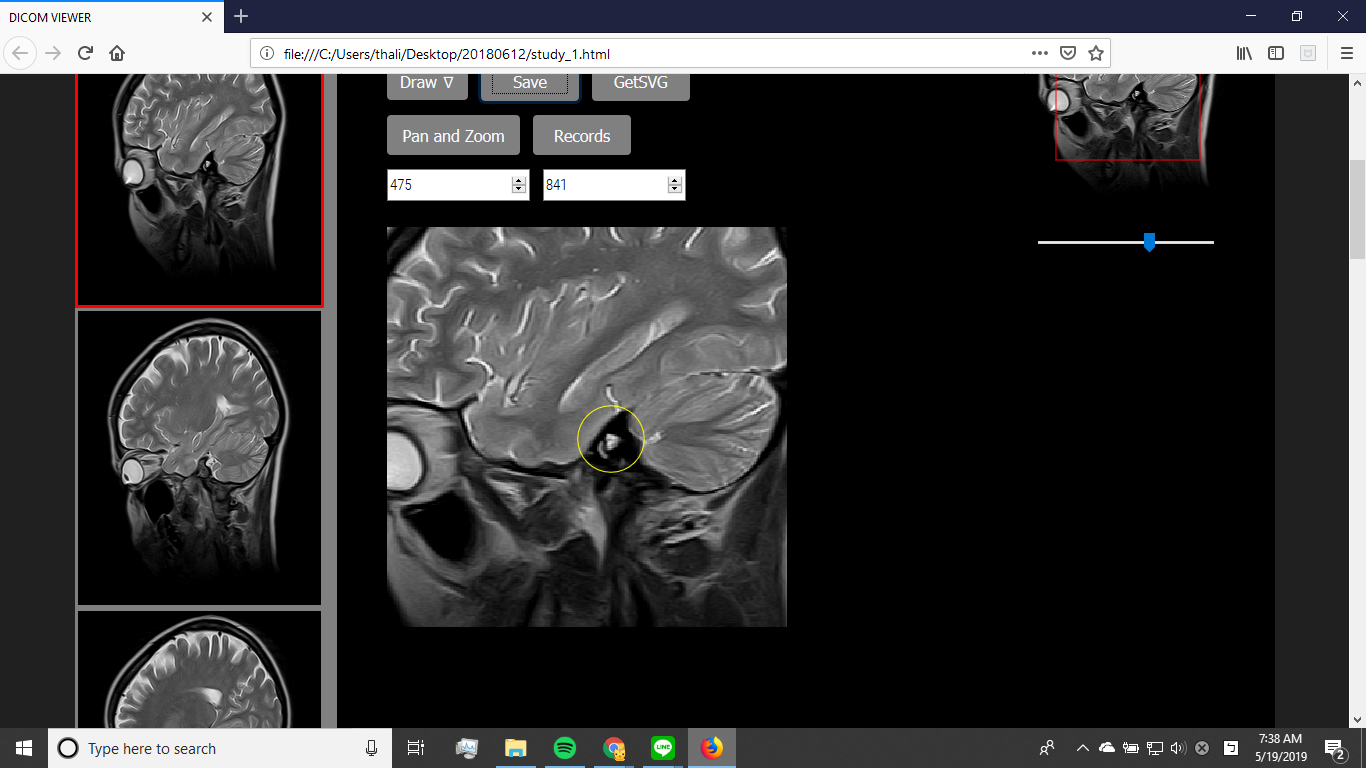 DICOM VIEWER
file:///C:/Users/thali/Desktop/20180612/study_1.html
Draw ∇
Save
GetSVG
Pan and Zoom
Records
475
841
Type here to search
LINE
7:38 AM
5/19/2019
2